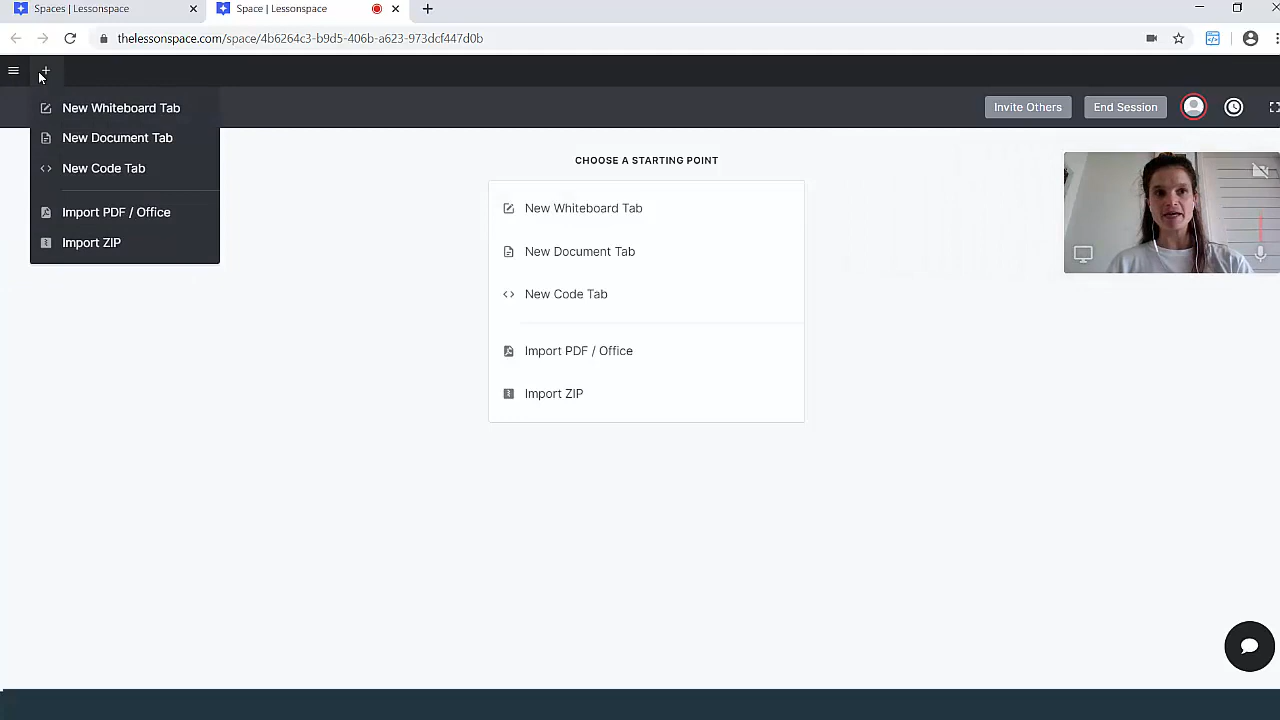 Spaces | Lessonspace
Space | Lessonspace
thelessonspace.com/space/4b6264c3-b9d5-406b-a623-973dcf447d0b
New Whiteboard Tab
New Document Tab
New Code Tab
Import PDF / Office
Import ZIP
Invite Others
End Session
CHOOSE A STARTING POINT
New Whiteboard Tab
New Document Tab
New Code Tab
Import PDF / Office
Import ZIP